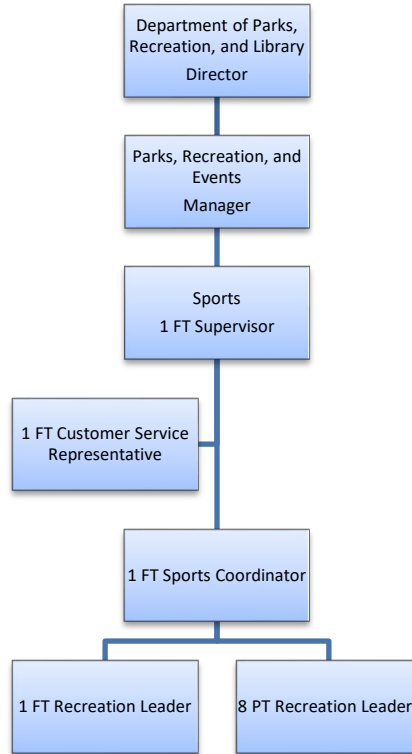 Department of Parks,
Recreation, and Library
Director
Parks, Recreation, and
Events
Manager
Sports
1 FT Supervisor
1 FT Customer Service
Representative
1 FT Sports Coordinator
1 FT Recreation Leader
8 PT Recreation Leader